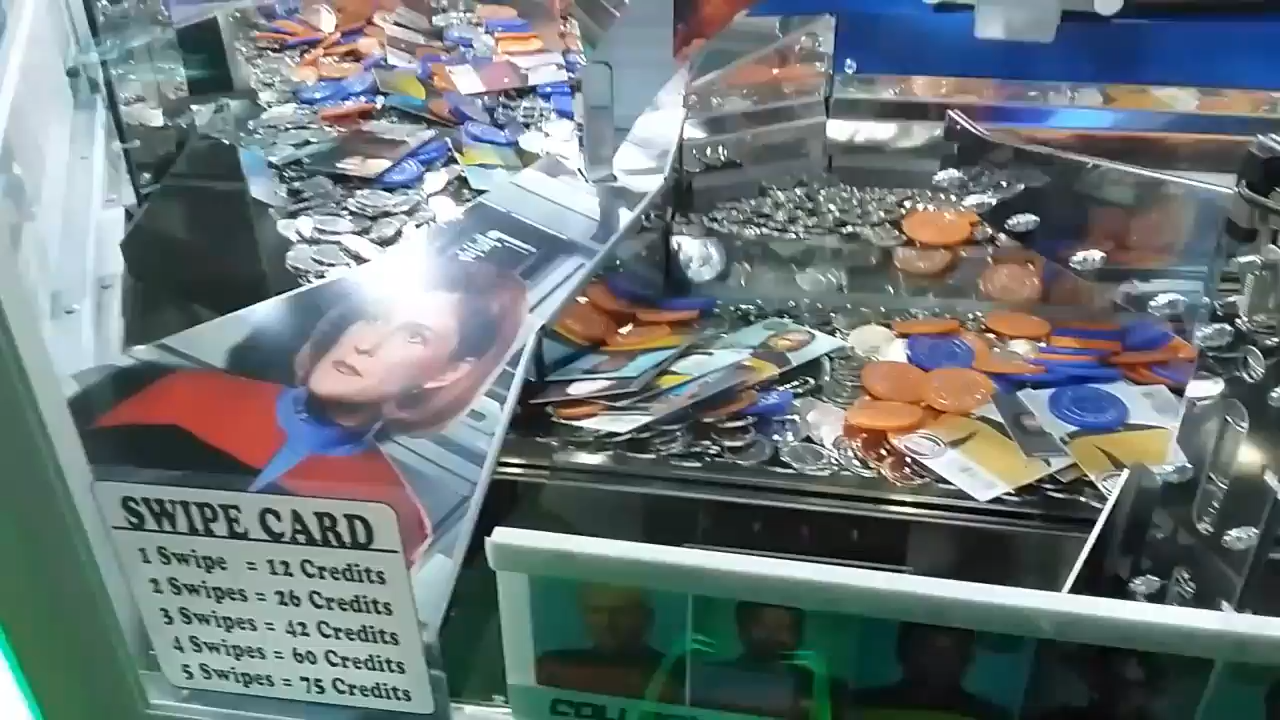 SWIPE CARD
1 Swipe = 12 Credits
2 Swipes = 26 Credits
3 Swipes = 42 Credits
4 Swipes = 60 Credits
5 Swipes = 75 Credits